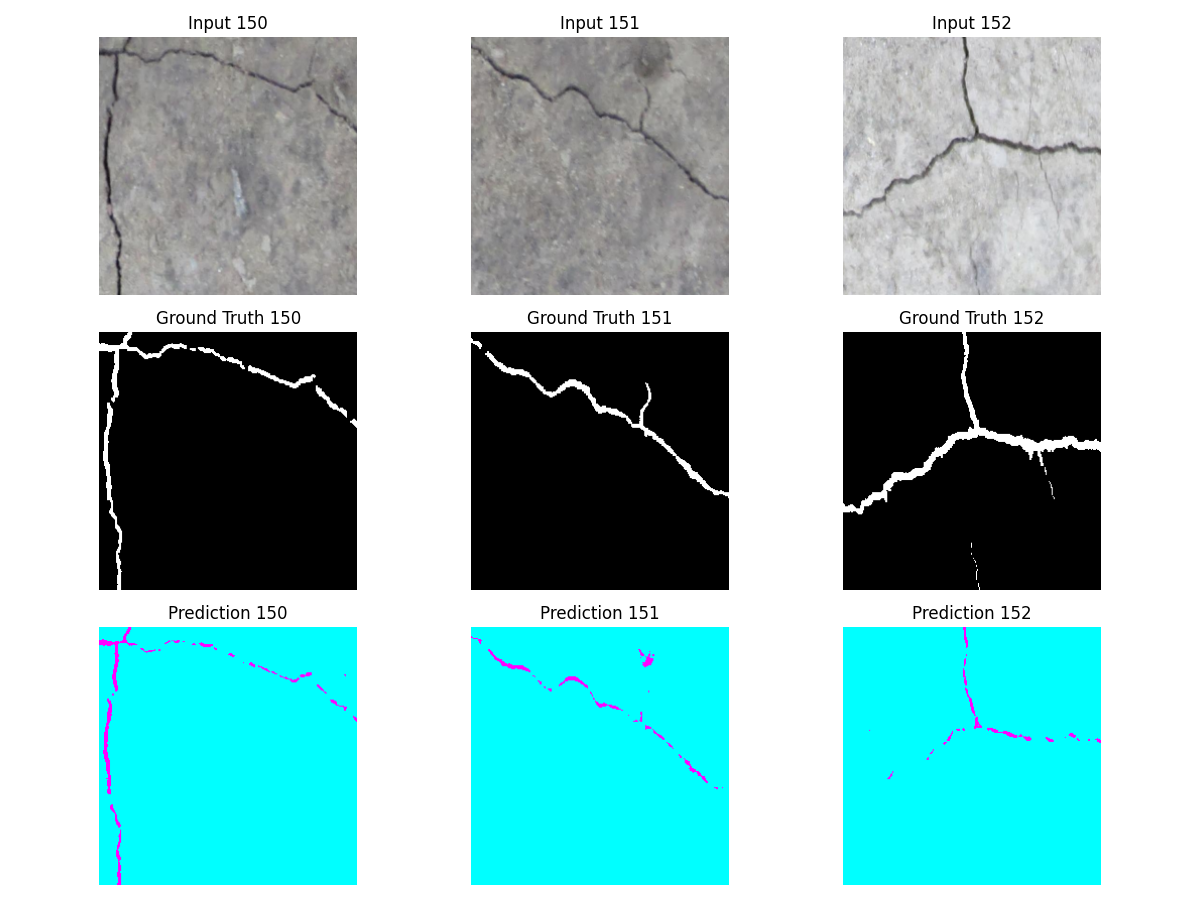 Input 150
Input 151
Input 152
Ground Truth 150
Ground Truth 151
Ground Truth 152
Prediction 150
Prediction 151
Prediction 152